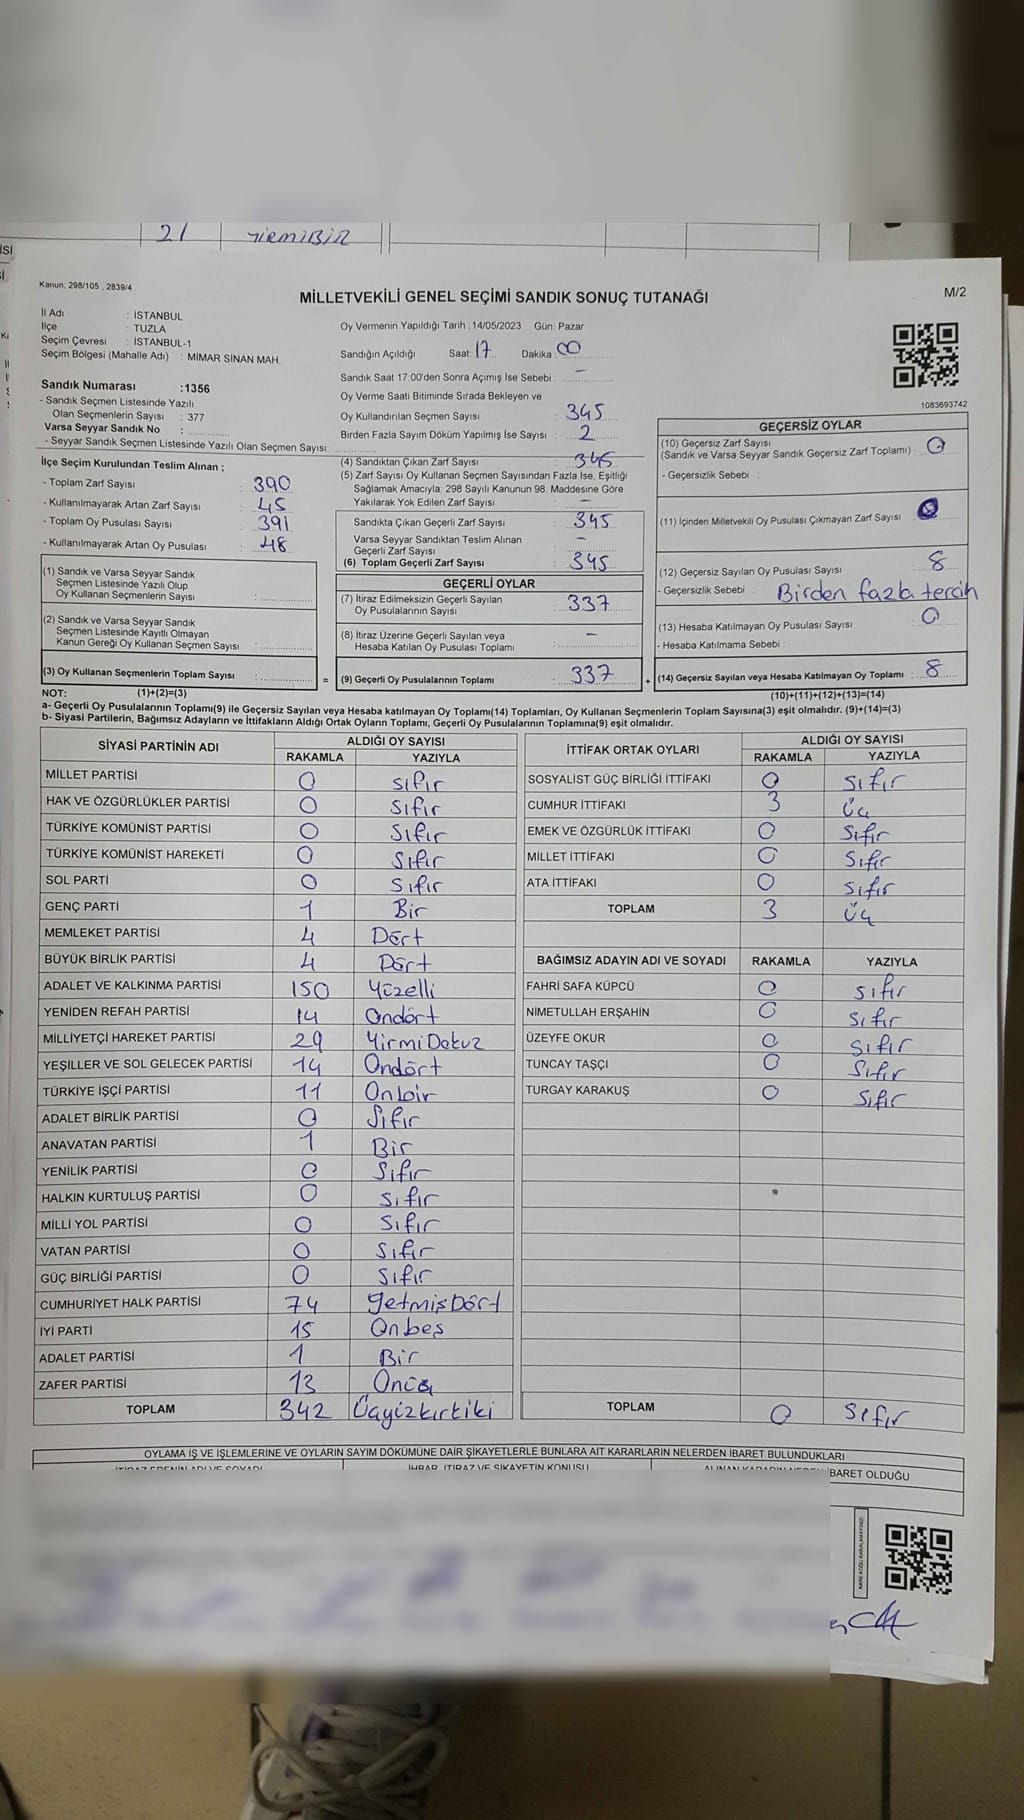 21 YİRMİBİR
Kanun, 298/105 , 2839/4
MİLLETVEKİLİ GENEL SEÇİMİ SANDIK SONUÇ TUTANAĞI
M/2
İl Adı : İSTANBUL
İlçe : TUZLA
Seçim Çevresi : İSTANBUL-1
Seçim Bölgesi (Mahalle Adı) : MİMAR SİNAN MAH.
Sandık Numarası :1356
- Sandık Seçmen Listesinde Yazılı
Olan Seçmenlerin Sayısı : 377
Varsa Seyyar Sandık No :
- Seyyar Sandık Seçmen Listesinde Yazılı Olan Seçmen Sayısı:
İlçe Seçim Kurulundan Teslim Alınan ;
- Toplam Zarf Sayısı : 390
- Kullanılmayarak Artan Zarf Sayısı : 45
- Toplam Oy Pusulası Sayısı : 391
- Kullanılmayarak Artan Oy Pusulası : 48
(1) Sandık ve Varsa Seyyar Sandık
Seçmen Listesinde Yazılı Olup
Oy Kullanan Seçmenlerin Sayısı :
(2) Sandık ve Varsa Seyyar Sandık
Seçmen Listesinde Kayıtlı Olmayan
Kanun Gereği Oy Kullanan Seçmen Sayısı :
(3) Oy Kullanan Seçmenlerin Toplam Sayısı :
Oy Vermenin Yapıldığı Tarih : 14/05/2023 Gün: Pazar
Sandığın Açıldığı Saat: 17 Dakika : 00
Sandık Saat 17:00'den Sonra Açımış İse Sebebi : -
Oy Verme Saati Bitiminde Sırada Bekleyen ve
Oy Kullandırılan Seçmen Sayısı : 345
Birden Fazla Sayım Döküm Yapılmış İse Sayısı : 2
(4) Sandıktan Çıkan Zarf Sayısı : 345
(5) Zarf Sayısı Oy Kullanan Seçmen Sayısından Fazla İse, Eşitliği
Sağlamak Amacıyla; 298 Sayılı Kanunun 98. Maddesine Göre
Yakılarak Yok Edilen Zarf Sayısı : -
Sandıkta Çıkan Geçerli Zarf Sayısı : 345
Varsa Seyyar Sandıktan Teslim Alınan
Geçerli Zarf Sayısı : -
(6) Toplam Geçerli Zarf Sayısı : 345
GEÇERLİ OYLAR
(7) İtiraz Edilmeksizin Geçerli Sayılan
Oy Pusulalarının Sayısı : 337
(8) İtiraz Üzerine Geçerli Sayılan veya
Hesaba Katılan Oy Pusulası Toplamı : -
= (9) Geçerli Oy Pusulalarının Toplamı : 337
1083693742
GEÇERSİZ OYLAR
(10) Geçersiz Zarf Sayısı
(Sandık ve Varsa Seyyar Sandık Geçersiz Zarf Toplamı) : 0
- Geçersizlik Sebebi :
(11) İçinden Milletvekili Oy Pusulası Çıkmayan Zarf Sayısı :
(12) Geçersiz Sayılan Oy Pusulası Sayısı : 8
- Geçersizlik Sebebi : Birden fazla tercih
(13) Hesaba Katılmayan Oy Pusulası Sayısı : 0
- Hesaba Katılmama Sebebi :
+ (14) Geçersiz Sayılan veya Hesaba Katılmayan Oy Toplamı : 8
NOT: (1)+(2)=(3) (10)+(11)+(12)+(13)=(14)
a- Geçerli Oy Pusulasının Toplamı(9) ile Geçersiz Sayılan veya Hesaba katılmayan Oy Toplamı(14) Toplamları, Oy Kullanan Seçmenlerin Toplam Sayısına(3) eşit olmalıdır. (9)+(14)=(3)
b- Siyasi Partilerin, Bağımsız Adayların ve İttifakların Aldığı Ortak Oyların Toplamı, Geçerli Oy Pusulalarının Toplamına(9) eşit olmalıdır.
SİYASİ PARTİNİN ADI ALDIĞI OY SAYISI
RAKAMLA YAZIYLA
MİLLET PARTİSİ 0 sıfır
HAK VE ÖZGÜRLÜKLER PARTİSİ 0 Sıfır
TÜRKİYE KOMÜNİST PARTİSİ 0 Sıfır
TÜRKİYE KOMÜNİST HAREKETİ 0 Sıfır
SOL PARTİ 0 Sıfır
GENÇ PARTİ 1 Bir
MEMLEKET PARTİSİ 4 Dört
BÜYÜK BİRLİK PARTİSİ 4 Dört
ADALET VE KALKINMA PARTİSİ 150 Yüzelli
YENİDEN REFAH PARTİSİ 14 Ondört
MİLLİYETÇİ HAREKET PARTİSİ 29 YirmiDokuz
YEŞİLLER VE SOL GELECEK PARTİSİ 14 Ondört
TÜRKİYE İŞÇİ PARTİSİ 11 Onbir
ADALET BİRLİK PARTİSİ 0 Sıfır
ANAVATAN PARTİSİ 1 Bir
YENİLİK PARTİSİ 0 Sıfır
HALKIN KURTULUŞ PARTİSİ 0 Sıfır
MİLLİ YOL PARTİSİ 0 Sıfır
VATAN PARTİSİ 0 Sıfır
GÜÇ BİRLİĞİ PARTİSİ 0 Sıfır
CUMHURİYET HALK PARTİSİ 74 YetmişDört
İYİ PARTİ 15 Onbeş
ADALET PARTİSİ 1 Bir
ZAFER PARTİSİ 13 Onüç
TOPLAM 342 Üçyüzkırkiki
İTTİFAK ORTAK OYLARI ALDIĞI OY SAYISI
RAKAMLA YAZIYLA
SOSYALİST GÜÇ BİRLİĞİ İTTİFAKI 0 Sıfır
CUMHUR İTTİFAKI 3 Üç
EMEK VE ÖZGÜRLÜK İTTİFAKI 0 Sıfır
MİLLET İTTİFAKI 0 Sıfır
ATA İTTİFAKI 0 Sıfır
TOPLAM 3 Üç
BAĞIMSIZ ADAYIN ADI VE SOYADI RAKAMLA YAZIYLA
FAHRİ SAFA KÜPCÜ 0 Sıfır
NİMETULLAH ERŞAHİN 0 Sıfır
ÜZEYFE OKUR 0 Sıfır
TUNCAY TAŞÇI 0 Sıfır
TURGAY KARAKUŞ 0 Sıfır
TOPLAM 0 Sıfır
OYLAMA İŞ VE İŞLEMLERİNE VE OYLARIN SAYIM DÖKÜMÜNE DAİR ŞİKAYETLERLE BUNLARA AİT KARARLARIN NELERDEN İBARET BULUNDUKLARI
İHBAR, İTİRAZ VE ŞİKAYETİN KONUSU
İBARET OLDUĞU